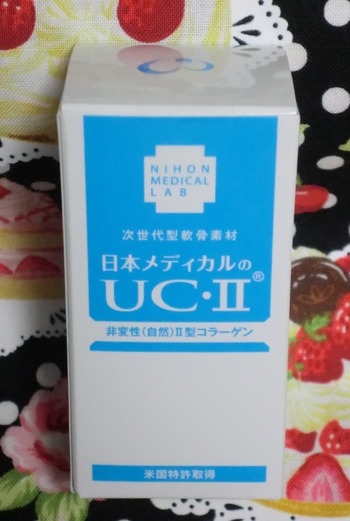 NIHON
MEDICAL
LAB
次世代型軟骨素材
日本メディカルの
UC・II®
非変性(自然)II型コラーゲン
米国特許取得